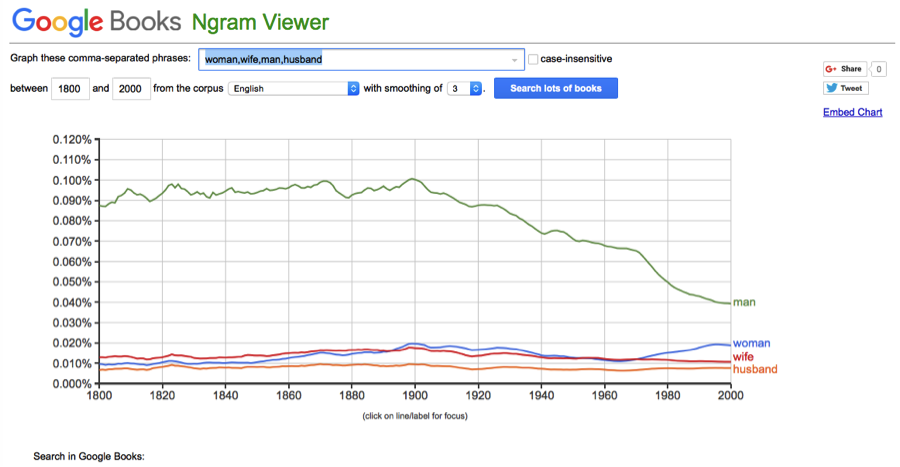 Google Books Ngram Viewer
Graph these comma-separated phrases: woman,wife,man,husband case-insensitive
between 1800 and 2000 from the corpus English with smoothing of 3 . Search lots of books
G+ Share 0
Tweet
Embed Chart
0.120%
0.110%
0.100%
0.090%
0.080%
0.070%
0.060%
0.050%
0.040%
0.030%
0.020%
0.010%
0.000%
man
woman
wife
husband
1800 1820 1840 1860 1880 1900 1920 1940 1960 1980 2000
(click on line/label for focus)
Search in Google Books: